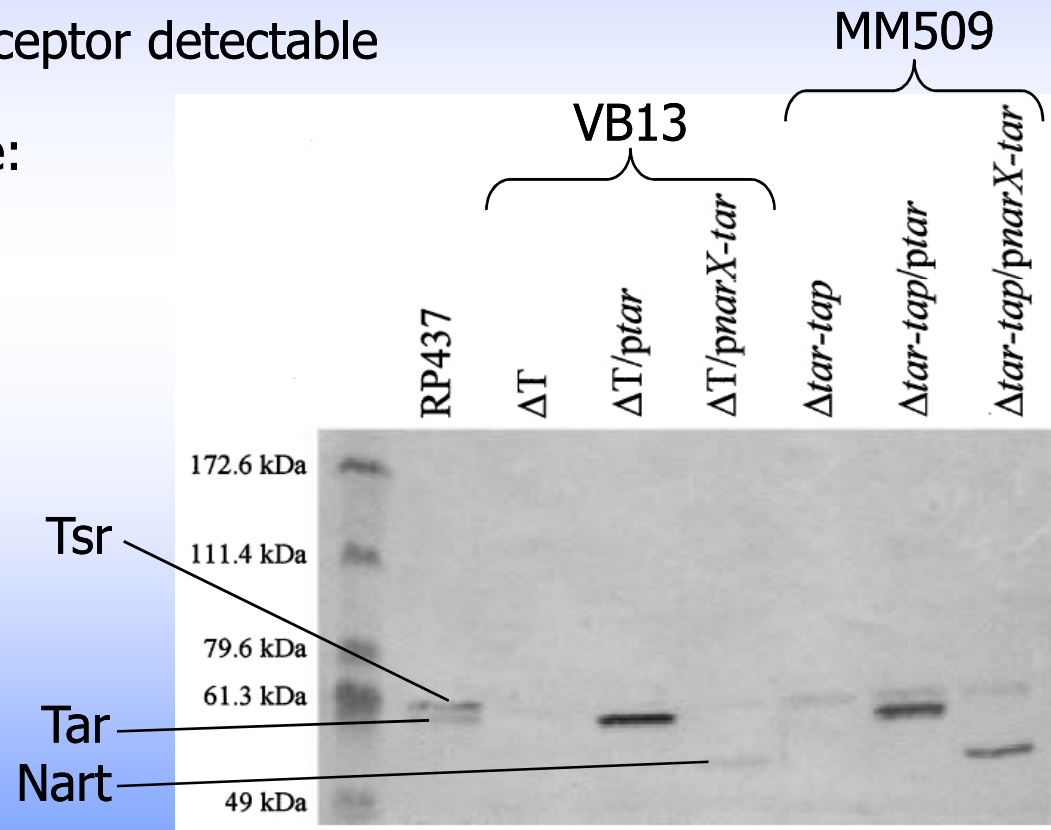 ceptor detectable
e:
MM509
VB13
RP437
ΔT
ΔT/ptar
ΔT/pnarX-tar
Δtar-tap
Δtar-tap/ptar
Δtar-tap/pnarX-tar
172.6 kDa
Tsr
111.4 kDa
79.6 kDa
61.3 kDa
Tar
Nart
49 kDa